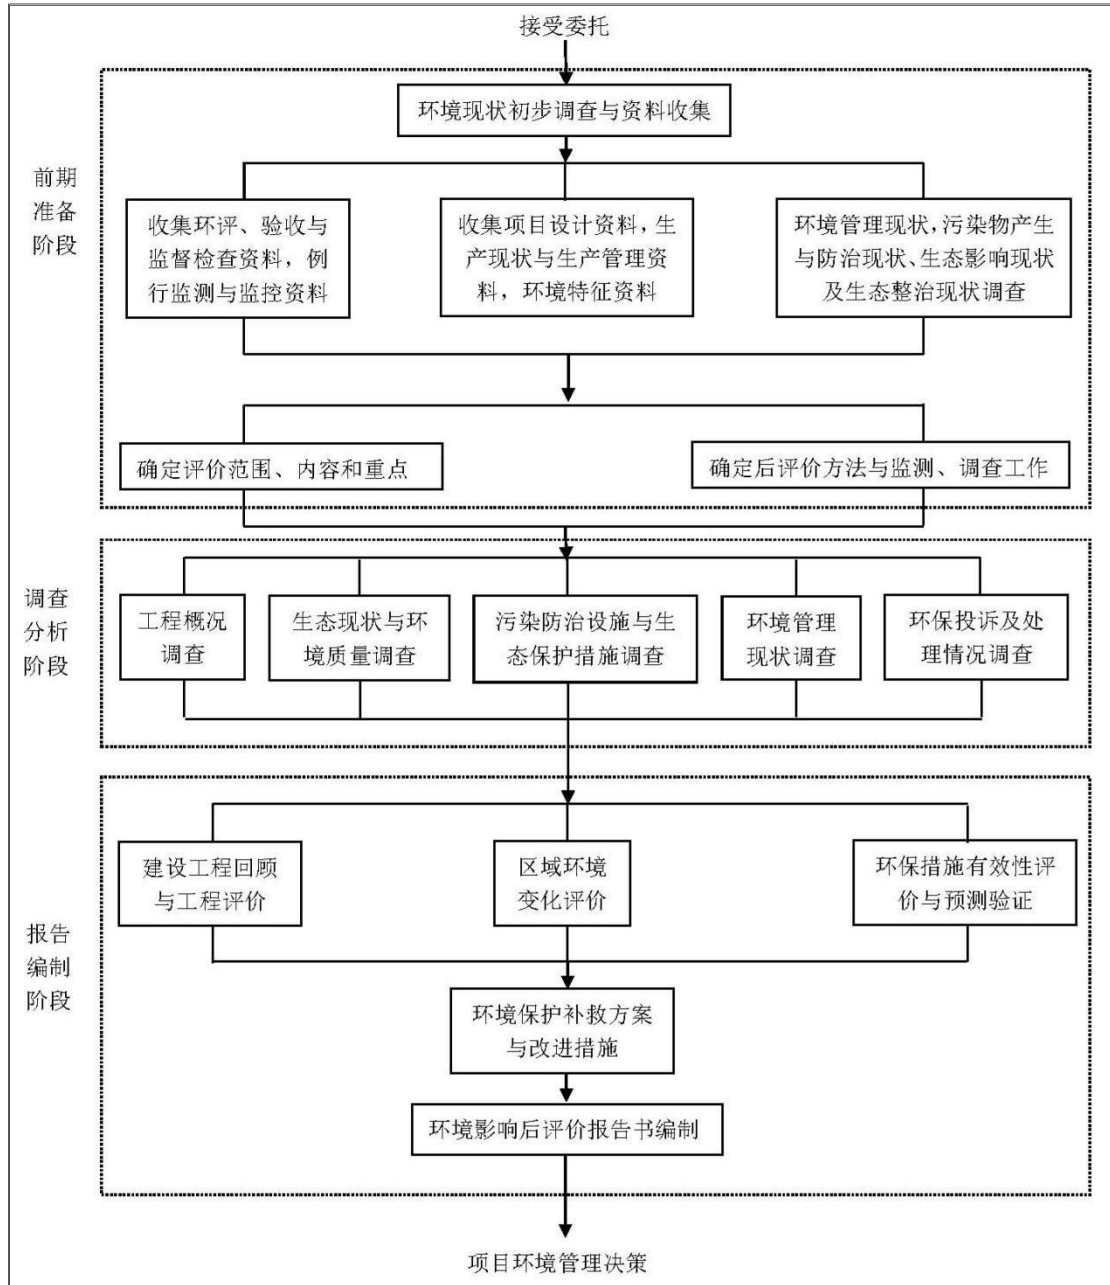 接受委托
环境现状初步调查与资料收集
前期
准备
阶段
收集环评、验收与
监督检查资料，例
行监测与监控资料
收集项目设计资料，生
产现状与生产管理资
料，环境特征资料
环境管理现状，污染物产生
与防治现状、生态影响现状
及生态整治现状调查
确定评价范围、内容和重点
确定后评价方法与监测、调查工作
调查
分析
阶段
工程概况
调查
生态现状与环
境质量调查
污染防治设施与生
态保护措施调查
环境管理
现状调查
环保投诉及处
理情况调查
报告
编制
阶段
建设工程回顾
与工程评价
区域环境
变化评价
环保措施有效性评
价与预测验证
环境保护补救方案
与改进措施
环境影响后评价报告书编制
项目环境管理决策